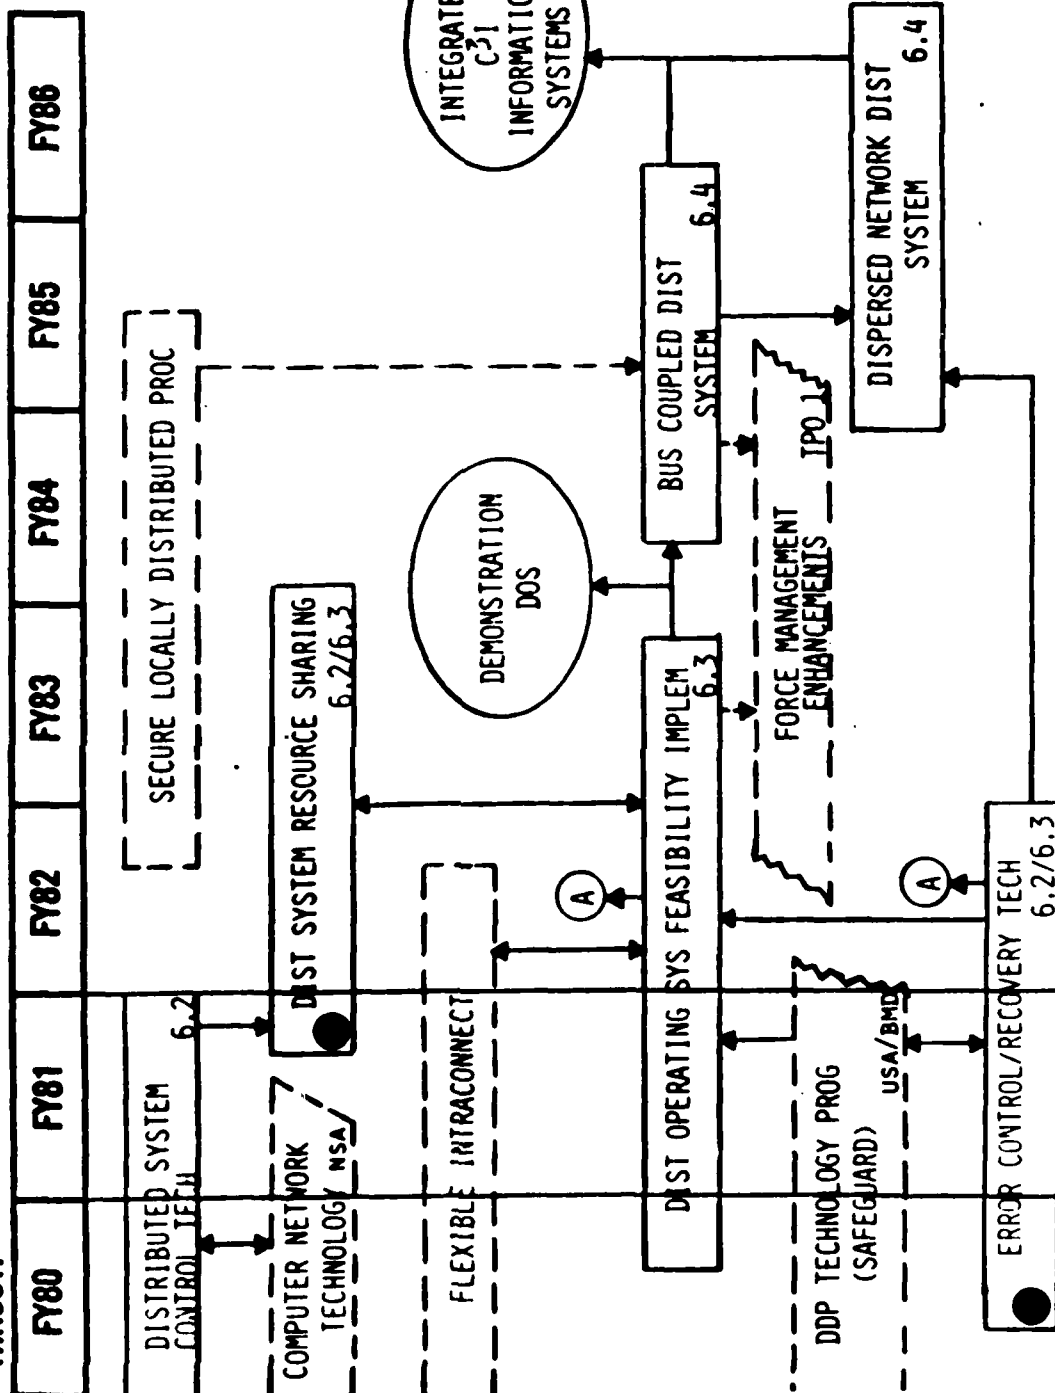 FY80
FY81
FY82
FY83
FY84
FY85
FY86
DISTRIBUTED SYSTEM
CONTROL TECH
6.2
SECURE LOCALLY DISTRIBUTED PROC
COMPUTER NETWORK
TECHNOLOGY NSA
DIST SYSTEM RESOURCE SHARING
6.2/6.3
FLEXIBLE INTRACONNECT
DEMONSTRATION
DOS
C³I
SYSTEMS
A
DIST OPERATING SYS FEASIBILITY IMPLEM
6.3
BUS COUPLED DIST
SYSTEM
6.4
FORCE MANAGEMENT
ENHANCEMENTS
TPO 1
DDP TECHNOLOGY PROG
(SAFEGUARD)
USA/BMD
DISPERSED NETWORK DIST
SYSTEM
6.4
A
ERROR CONTROL/RECOVERY TECH
6.2/6.3